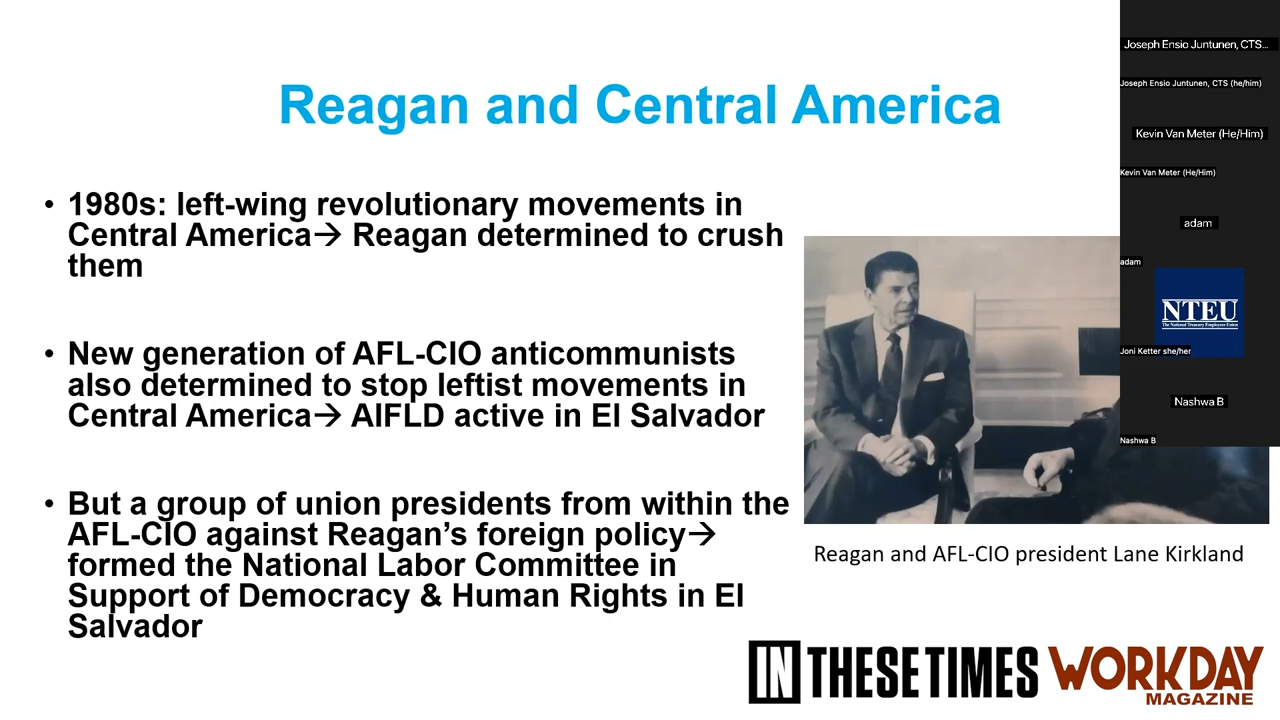 Reagan and Central America
• 1980s: left-wing revolutionary movements in
Central America→ Reagan determined to crush
them
• New generation of AFL-CIO anticommunists
also determined to stop leftist movements in
Central America→ AIFLD active in El Salvador
• But a group of union presidents from within the
AFL-CIO against Reagan’s foreign policy→
formed the National Labor Committee in
Support of Democracy & Human Rights in El
Salvador
Reagan and AFL-CIO president Lane Kirkland
IN THESE TIMES
WORKDAY
MAGAZINE
Joseph Ensio Juntunen, CTS...
Joseph Ensio Juntunen, CTS (he/him)
Kevin Van Meter (He/Him)
Kevin Van Meter (He/Him)
adam
adam
NTEU
The National Treasury Employees Union
Joni Ketter she/her
Nashwa B
Nashwa B